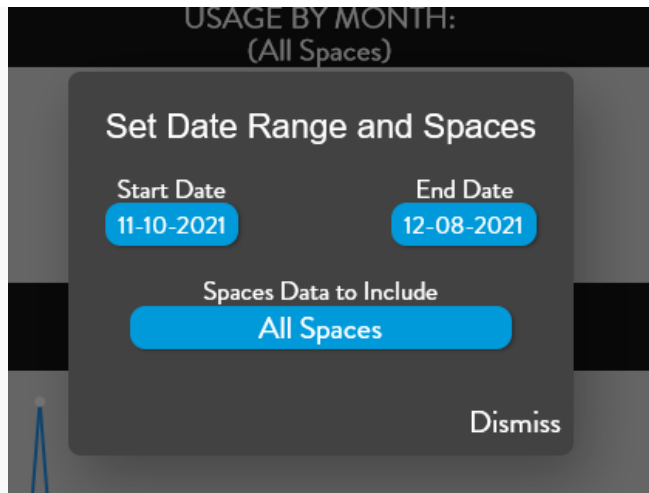 USAGE BY MONTH:
(All Spaces)
Set Date Range and Spaces
Start Date
End Date
11-10-2021
12-08-2021
Spaces Data to Include
All Spaces
Dismiss